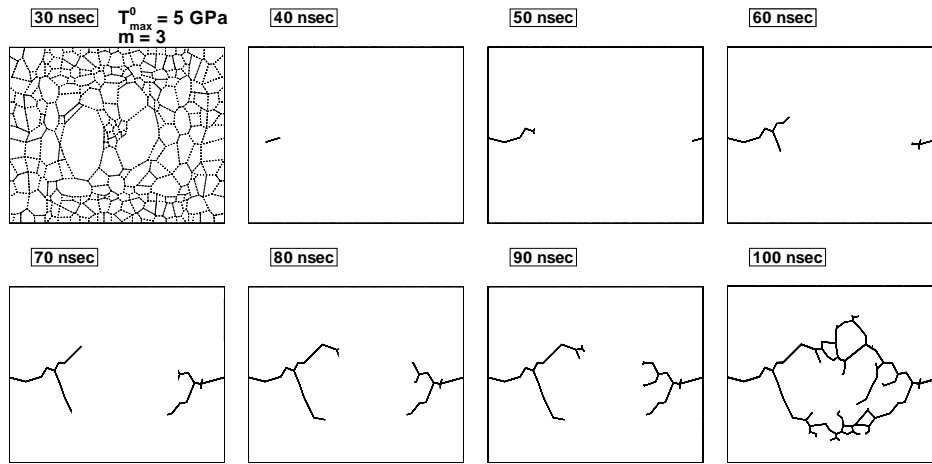 30 nsec
T⁰max = 5 GPa
m = 3
40 nsec
50 nsec
60 nsec
70 nsec
80 nsec
90 nsec
100 nsec